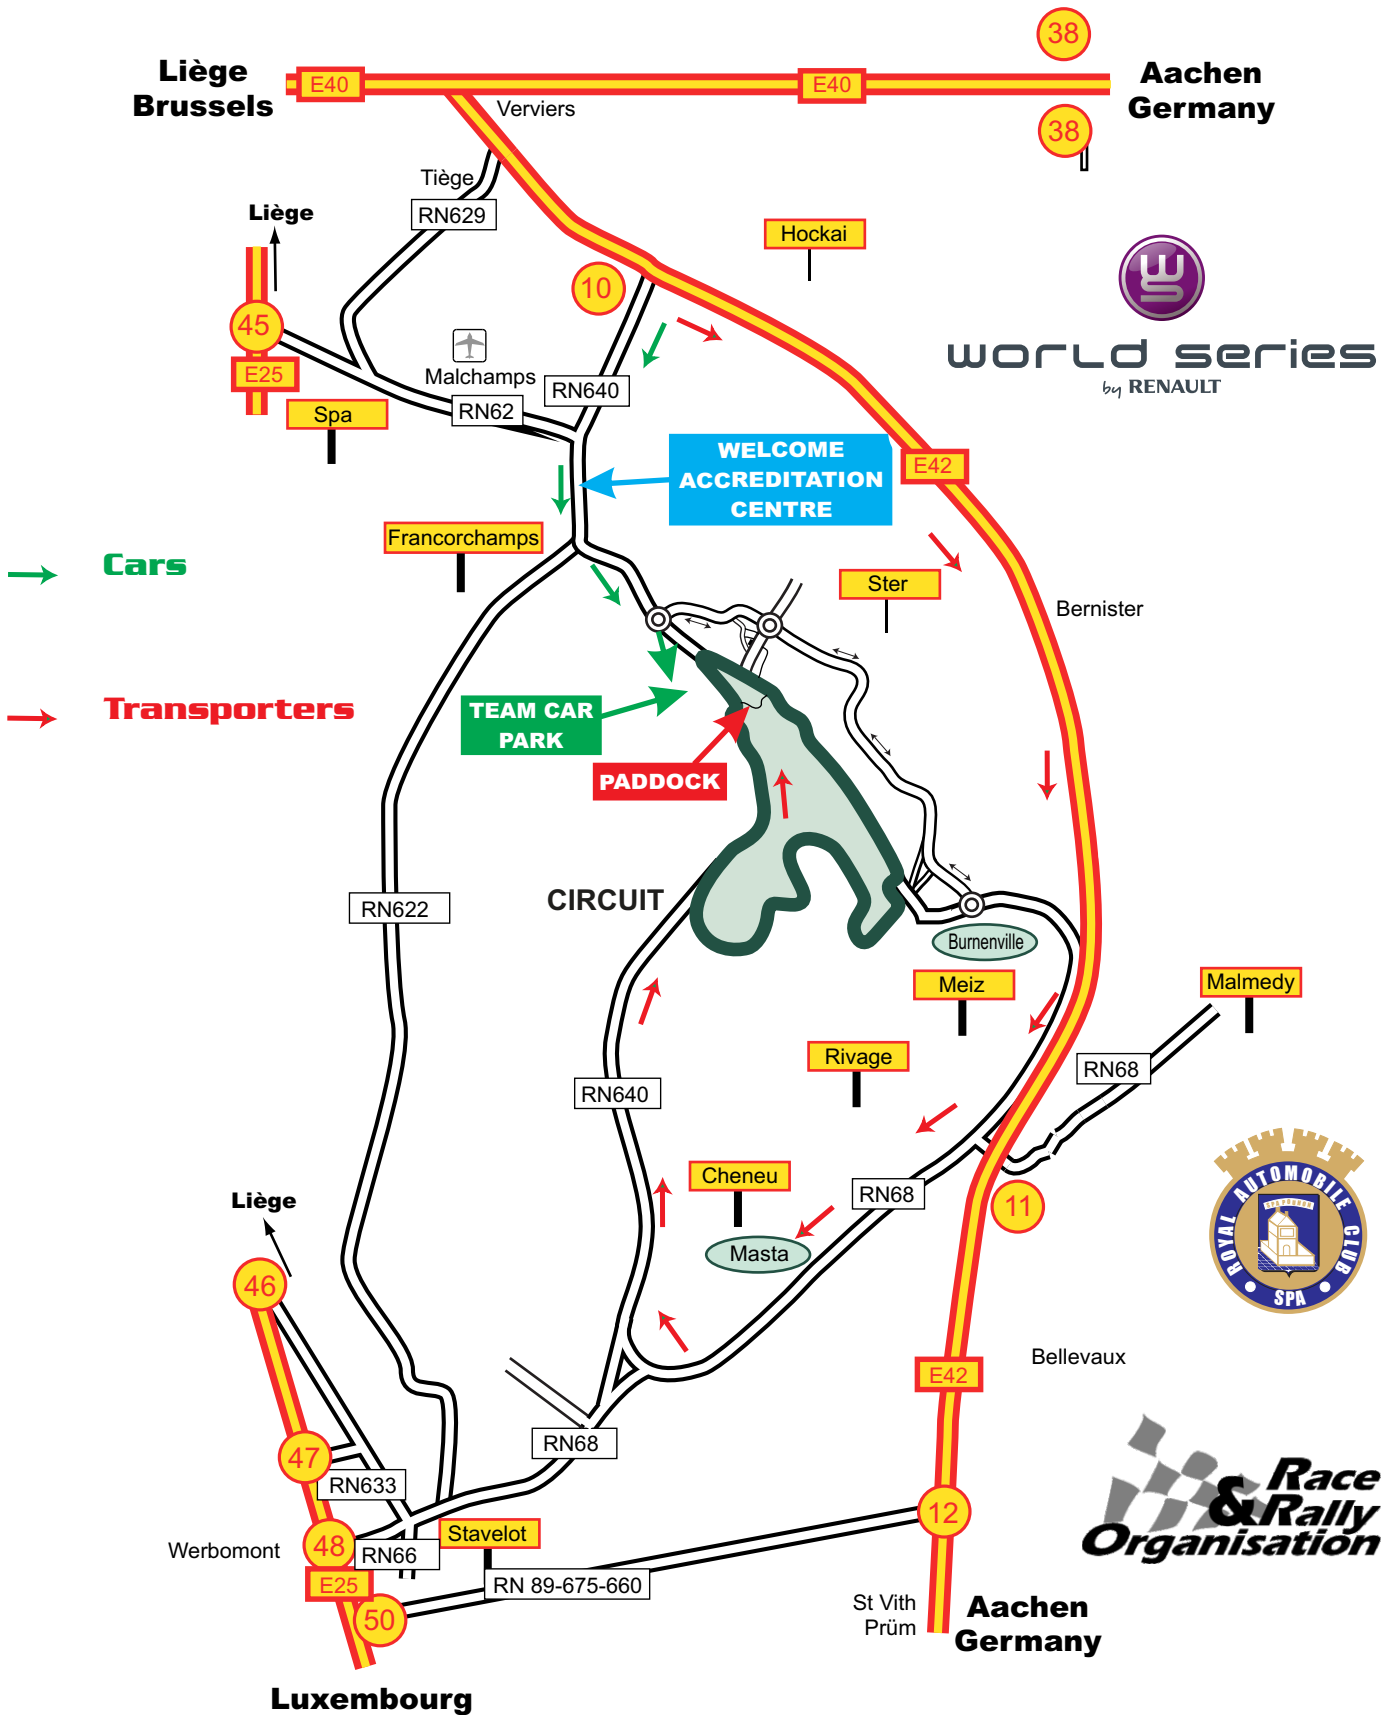 38
Liège
Brussels
E40
E40
Aachen
Germany
Verviers
38
Tiège
RN629
Liège
Hockai
10
45
E25
Malchamps
RN640
RN62
Spa
world series
by RENAULT
WELCOME
ACCREDITATION
CENTRE
E42
Francorchamps
Cars
Ster
Bernister
Transporters
TEAM CAR
PARK
PADDOCK
CIRCUIT
RN622
Burnenville
Meiz
Malmedy
Rivage
RN68
RN640
Cheneu
RN68
11
Masta
ROYAL AUTOMOBILE CLUB
SPA
Liège
46
Bellevaux
E42
RN68
47
RN633
Race
& Rally
Organisation
12
Stavelot
Werbomont
48
RN66
E25
RN 89-675-660
50
St Vith
Prüm
Aachen
Germany
Luxembourg